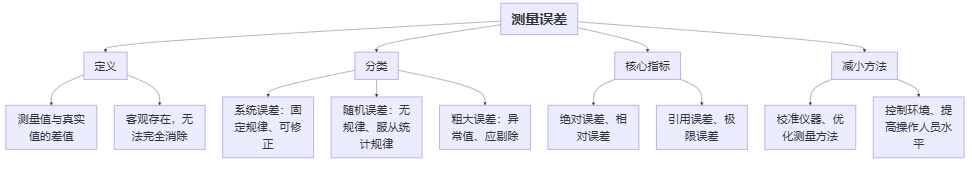 测量误差
定义
分类
核心指标
减小方法
测量值与真实
值的差值
客观存在，无
法完全消除
系统误差：固
定规律、可修
正
随机误差：无
规律、服从统
计规律
粗大误差：异
常值、应剔除
绝对误差、相
对误差
引用误差、极
限误差
校准仪器、优
化测量方法
控制环境、提
高操作人员水
平